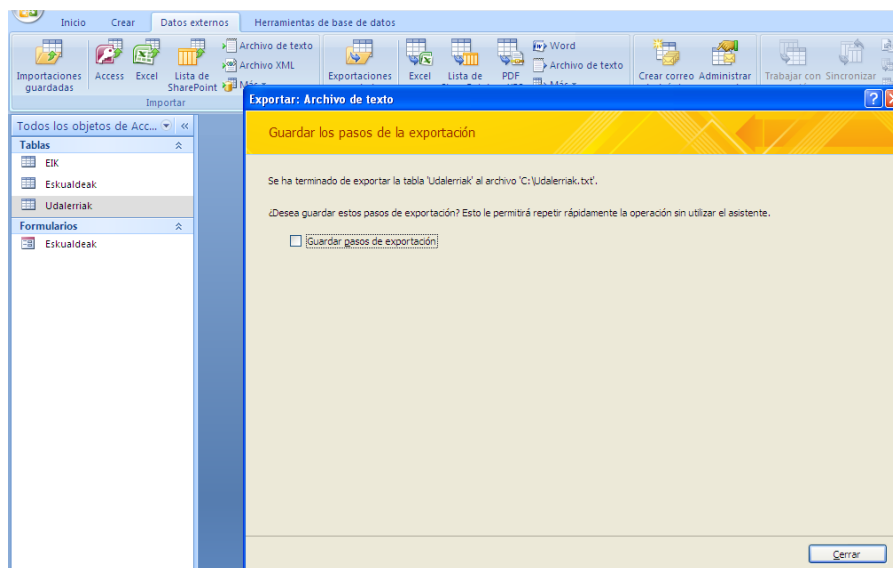 Inicio Crear Datos externos Herramientas de base de datos
Importaciones guardadas
Access
Excel
Lista de SharePoint
Archivo de texto
Archivo XML
Importar
Exportaciones
Excel
Lista de
PDF
Word
Archivo de texto
Crear correo
Administrar
Trabajar con
Sincronizar
Todos los objetos de Acc... «
Tablas
EIK
Eskualdeak
Udalerriak
Formularios
Eskualdeak
Exportar: Archivo de texto
Guardar los pasos de la exportación
Se ha terminado de exportar la tabla 'Udalerriak' al archivo 'C:\Udalerriak.txt'.
¿Desea guardar estos pasos de exportación? Esto le permitirá repetir rápidamente la operación sin utilizar el asistente.
Guardar pasos de exportación
Cerrar